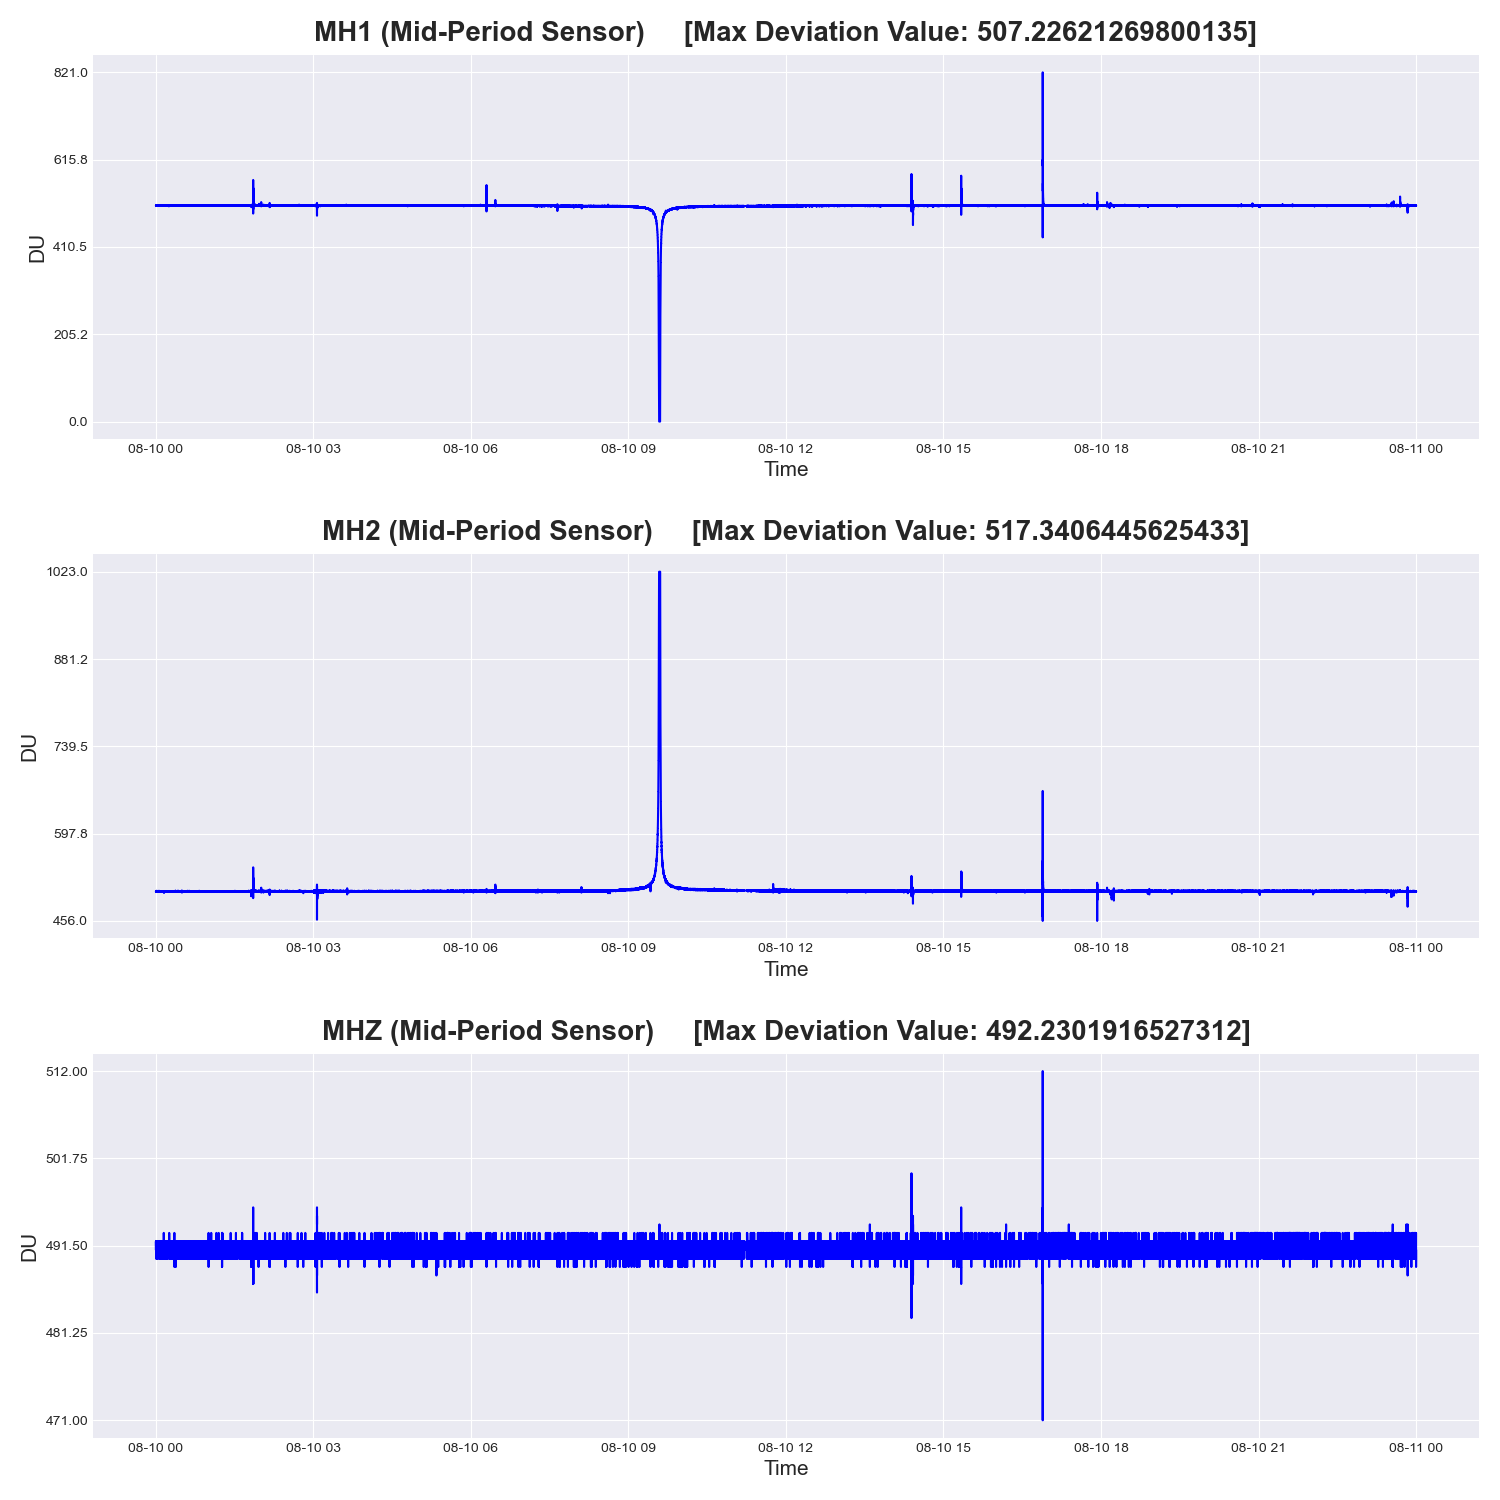 MH1 (Mid-Period Sensor) [Max Deviation Value: 507.22621269800135]
821.0
615.8
410.5
205.2
0.0
DU
08-10 00 08-10 03 08-10 06 08-10 09 08-10 12 08-10 15 08-10 18 08-10 21 08-11 00
Time
MH2 (Mid-Period Sensor) [Max Deviation Value: 517.3406445625433]
1023.0
881.2
739.5
597.8
456.0
DU
08-10 00 08-10 03 08-10 06 08-10 09 08-10 12 08-10 15 08-10 18 08-10 21 08-11 00
Time
MHZ (Mid-Period Sensor) [Max Deviation Value: 492.2301916527312]
512.00
501.75
491.50
481.25
471.00
DU
08-10 00 08-10 03 08-10 06 08-10 09 08-10 12 08-10 15 08-10 18 08-10 21 08-11 00
Time